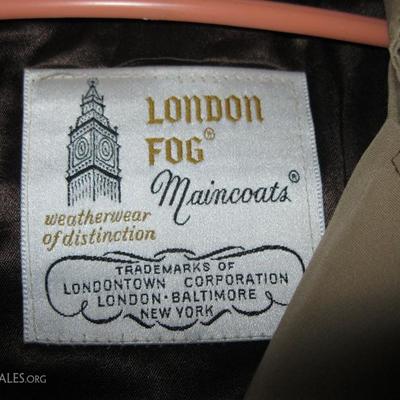 LONDON
FOG®
Maincoats®
weatherwear
of distinction
TRADEMARKS OF
LONDONTOWN CORPORATION
LONDON · BALTIMORE
NEW YORK
ALES.ORG